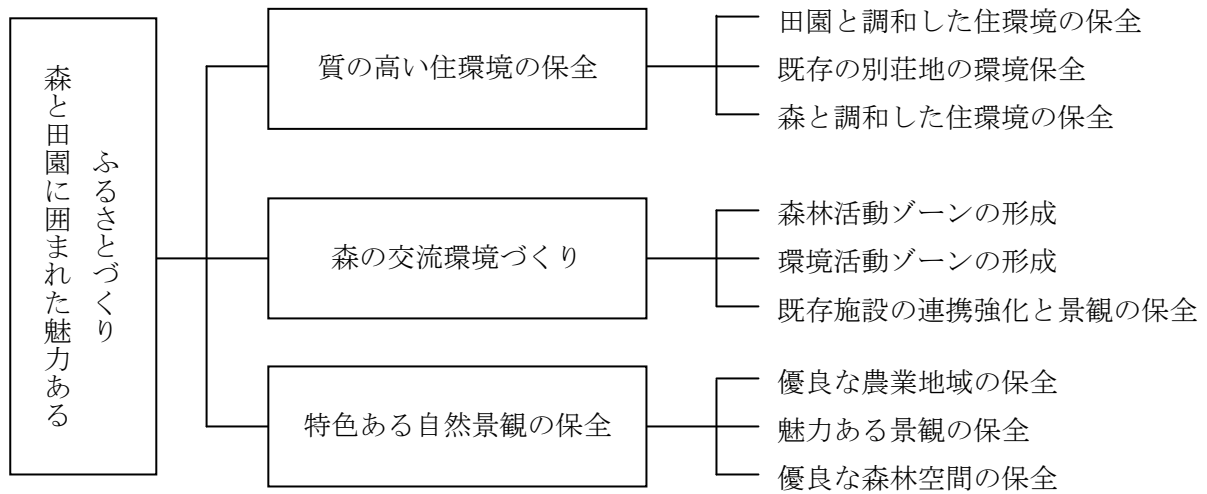 森と田園に囲まれた魅力ある
ふるさとづくり
質の高い住環境の保全
田園と調和した住環境の保全
既存の別荘地の環境保全
森と調和した住環境の保全
森の交流環境づくり
森林活動ゾーンの形成
環境活動ゾーンの形成
既存施設の連携強化と景観の保全
特色ある自然景観の保全
優良な農業地域の保全
魅力ある景観の保全
優良な森林空間の保全